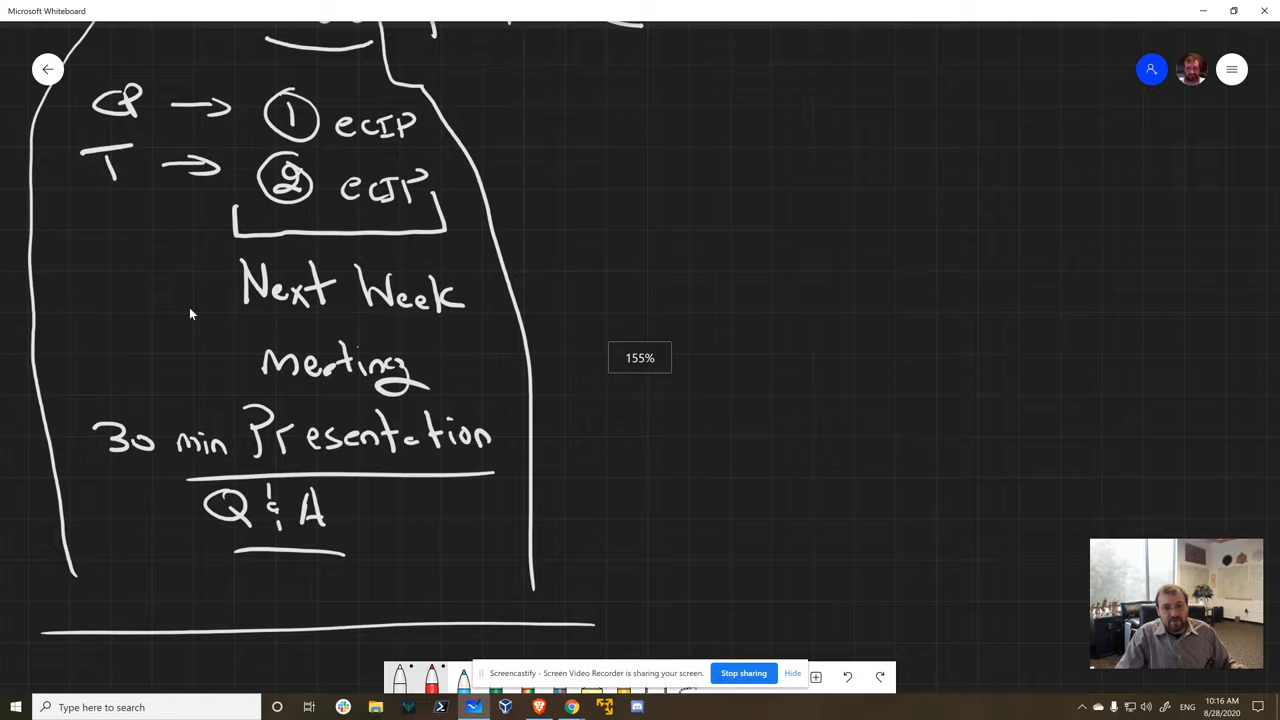 Microsoft Whiteboard
CP → ① ecIP
T → ② ecIP
Next Week
Meeting
30 min Presentation
Q & A
155%
Screencastify - Screen Video Recorder is sharing your screen.
Stop sharing
Hide
Type here to search
ENG
10:16 AM
8/28/2020